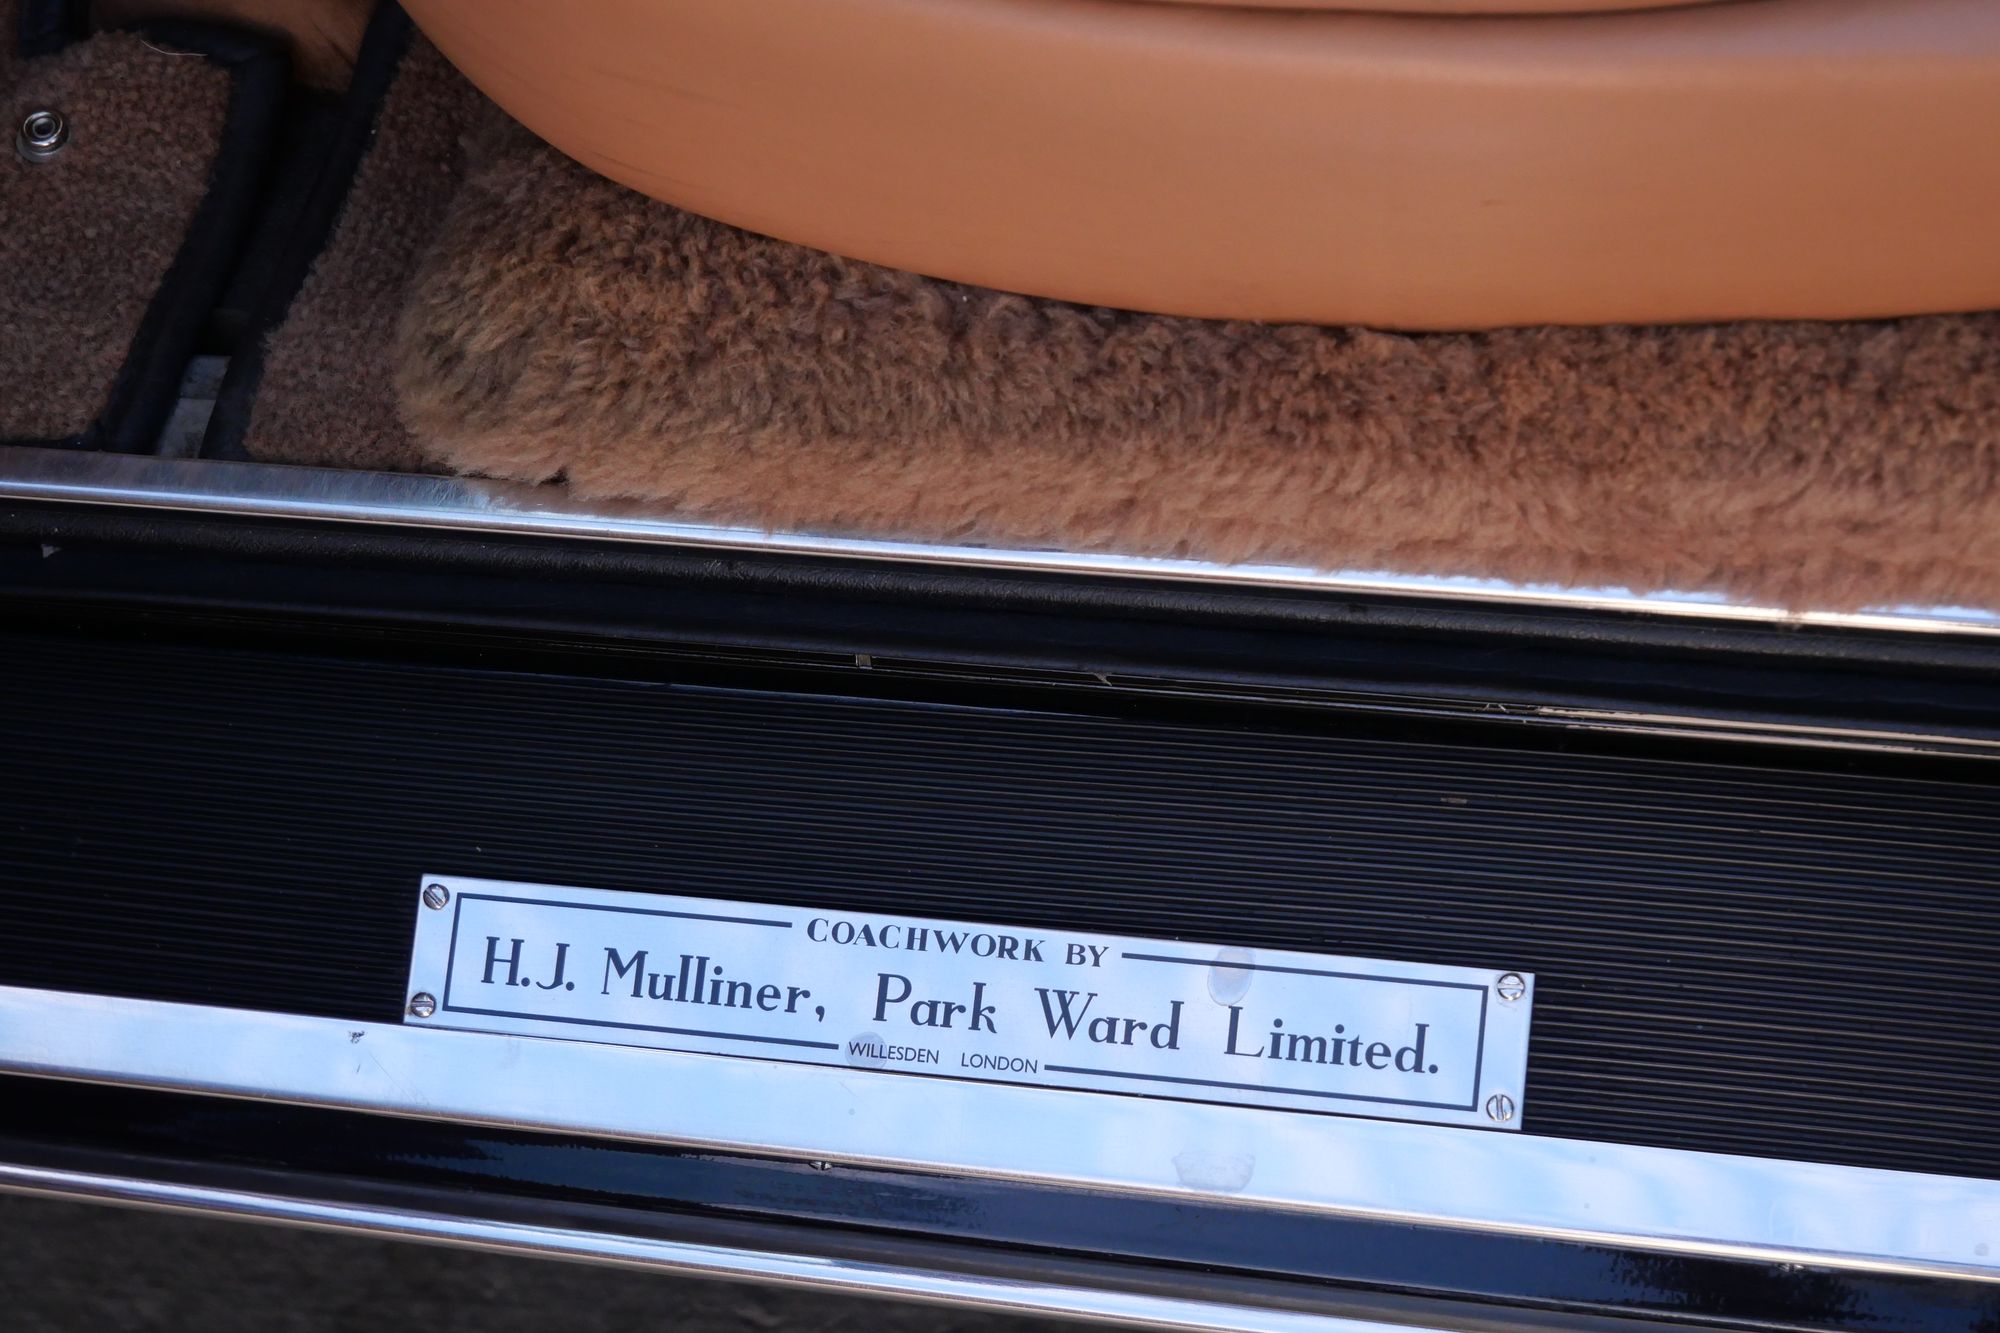 COACHWORK BY
H.J. Mulliner, Park Ward Limited.
WILLESDEN LONDON